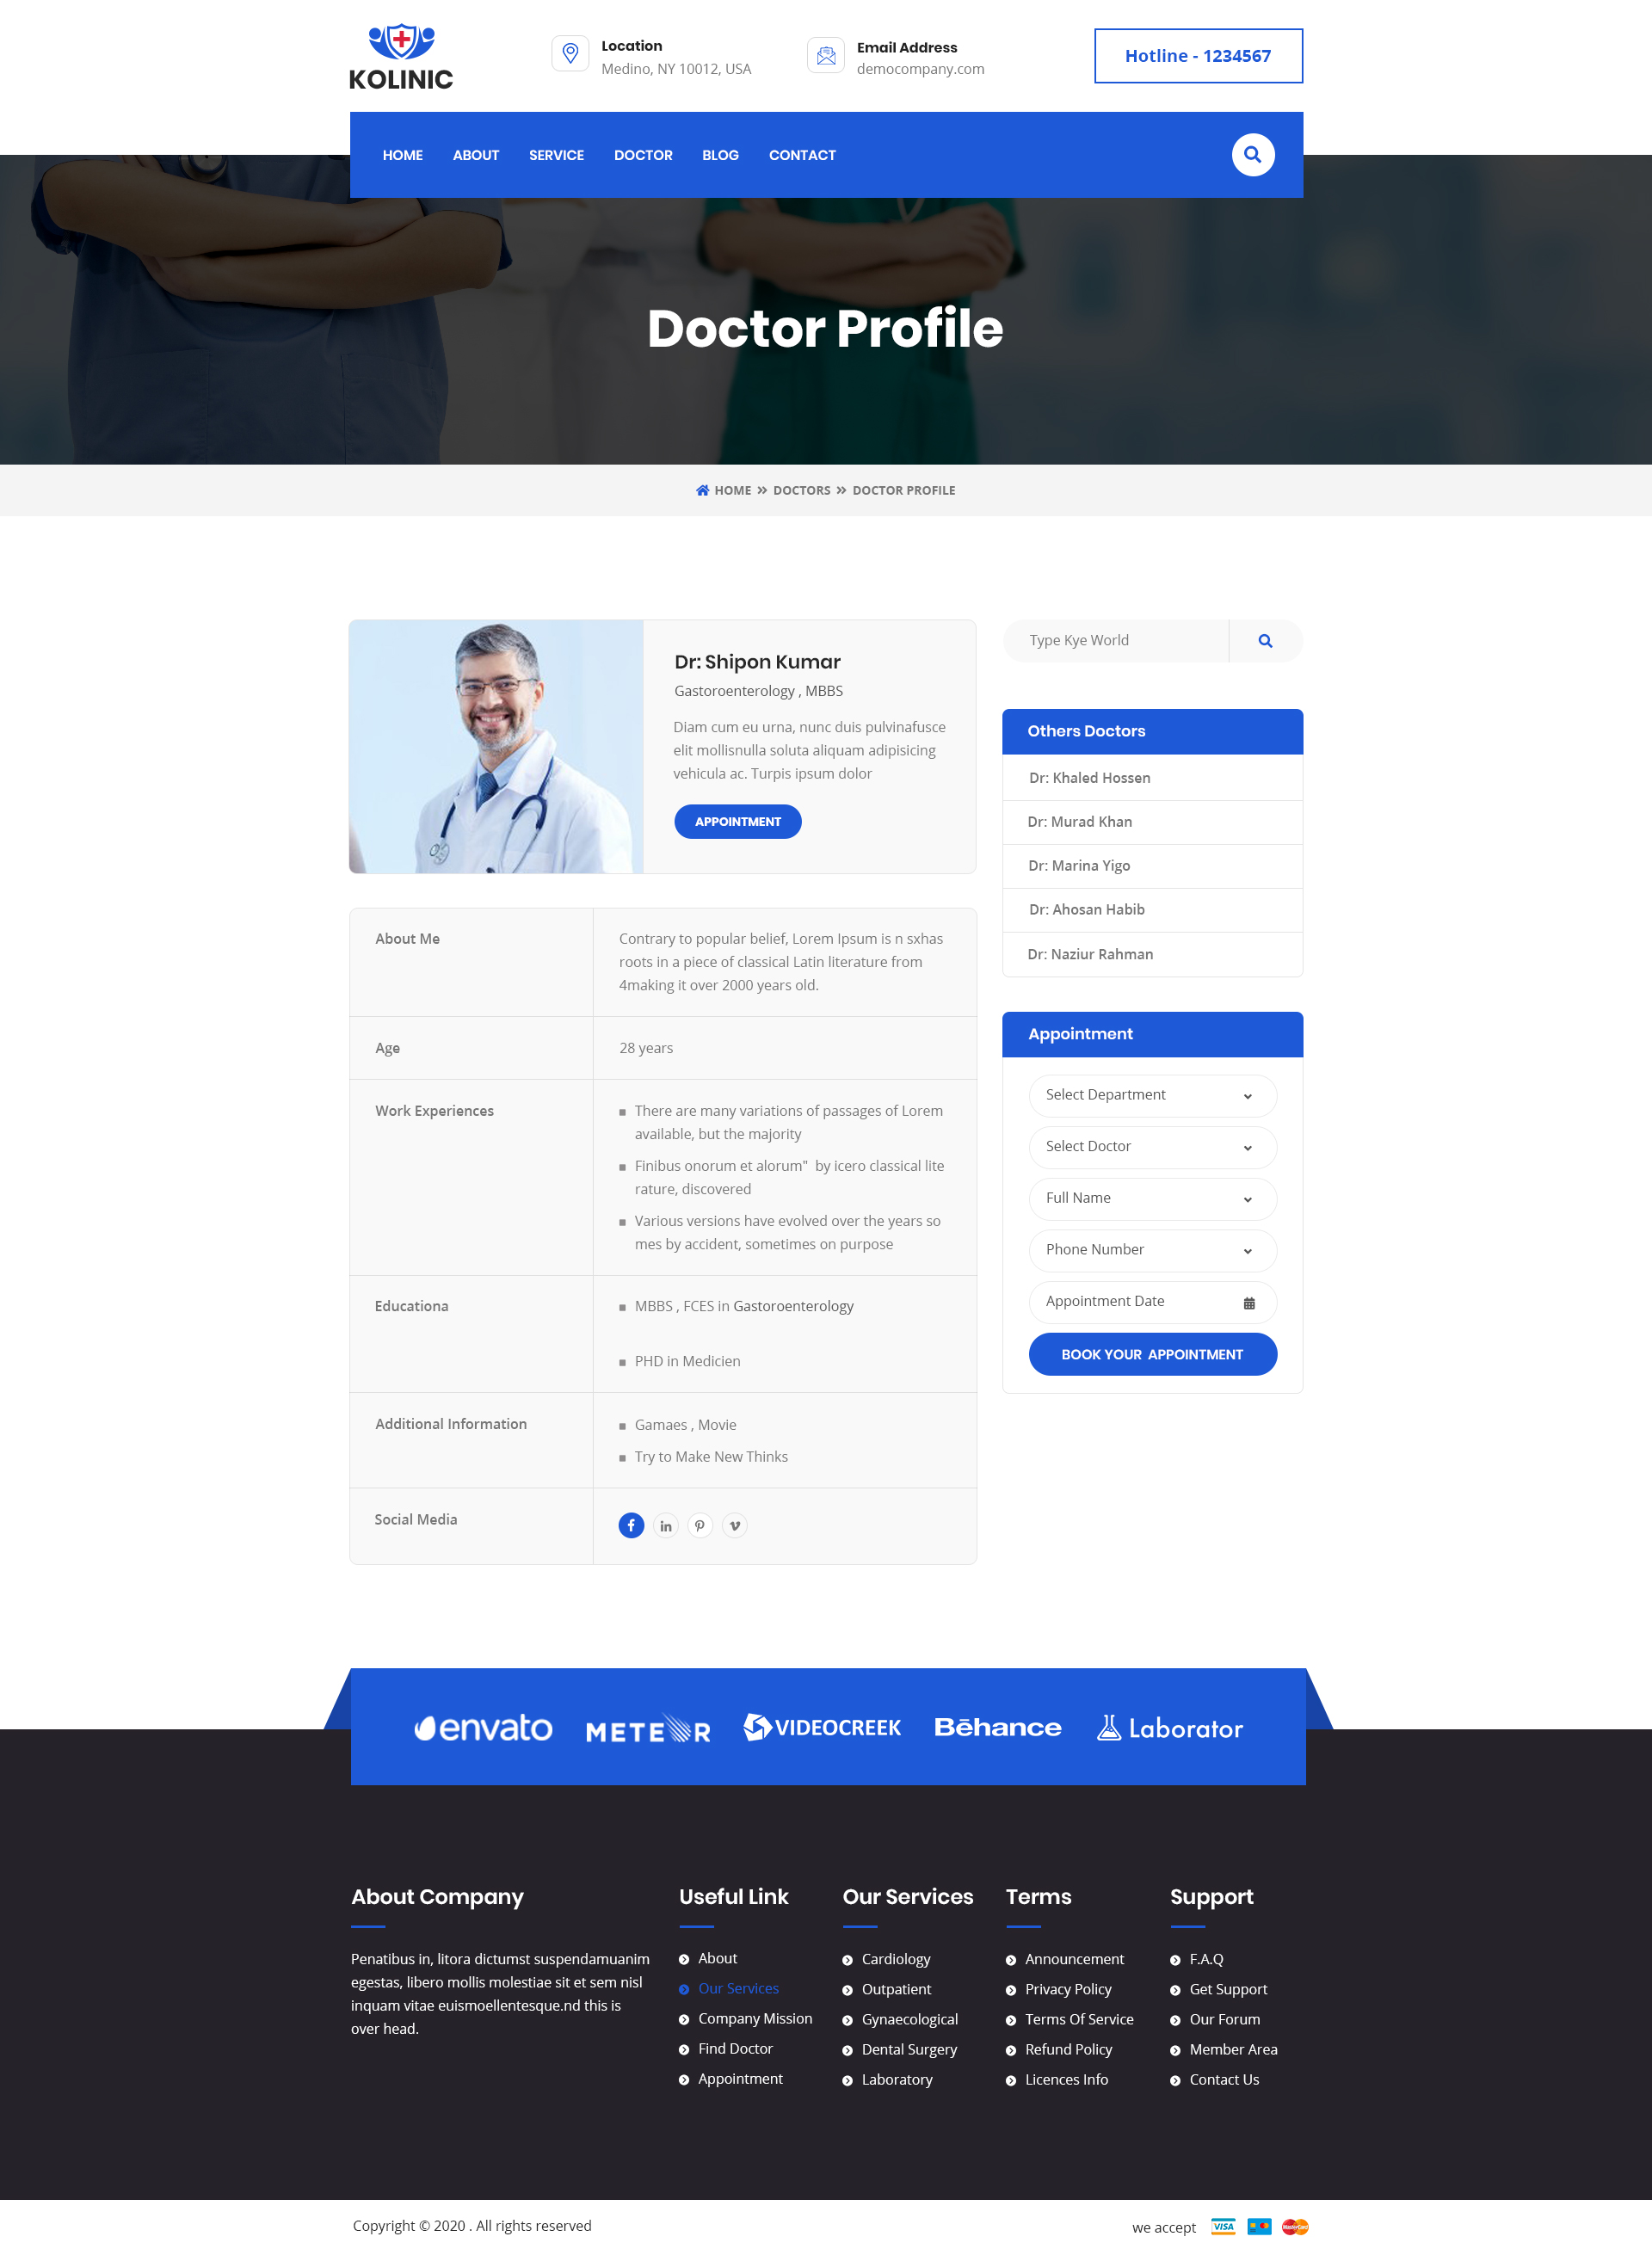 KOLINIC
Location
Medino, NY 10012, USA
Email Address
democompany.com
Hotline - 1234567
HOME ABOUT SERVICE DOCTOR BLOG CONTACT
Doctor Profile
HOME » DOCTORS » DOCTOR PROFILE
Dr: Shipon Kumar
Gastoroenterology , MBBS
Diam cum eu urna, nunc duis pulvinafusce
elit mollisnulla soluta aliquam adipisicing
vehicula ac. Turpis ipsum dolor
APPOINTMENT
About Me
Contrary to popular belief, Lorem Ipsum is n sxhas
roots in a piece of classical Latin literature from
4making it over 2000 years old.
Age
28 years
Work Experiences
There are many variations of passages of Lorem
available, but the majority
Finibus onorum et alorum" by icero classical lite
rature, discovered
Various versions have evolved over the years so
mes by accident, sometimes on purpose
Educationa
MBBS , FCES in Gastoroenterology
PHD in Medicien
Additional Information
Gamaes , Movie
Try to Make New Thinks
Social Media
Type Kye World
Others Doctors
Dr: Khaled Hossen
Dr: Murad Khan
Dr: Marina Yigo
Dr: Ahosan Habib
Dr: Naziur Rahman
Appointment
Select Department
Select Doctor
Full Name
Phone Number
Appointment Date
BOOK YOUR APPOINTMENT
envato
METEOR
VIDEOCREEK
Bēhance
Laborator
About Company
Penatibus in, litora dictumst suspendamuanim
egestas, libero mollis molestiae sit et sem nisl
inquam vitae euismoellentesque.nd this is
over head.
Useful Link
About
Our Services
Company Mission
Find Doctor
Appointment
Our Services
Cardiology
Outpatient
Gynaecological
Dental Surgery
Laboratory
Terms
Announcement
Privacy Policy
Terms Of Service
Refund Policy
Licences Info
Support
F.A.Q
Get Support
Our Forum
Member Area
Contact Us
Copyright © 2020 . All rights reserved
we accept
VISA
MasterCard